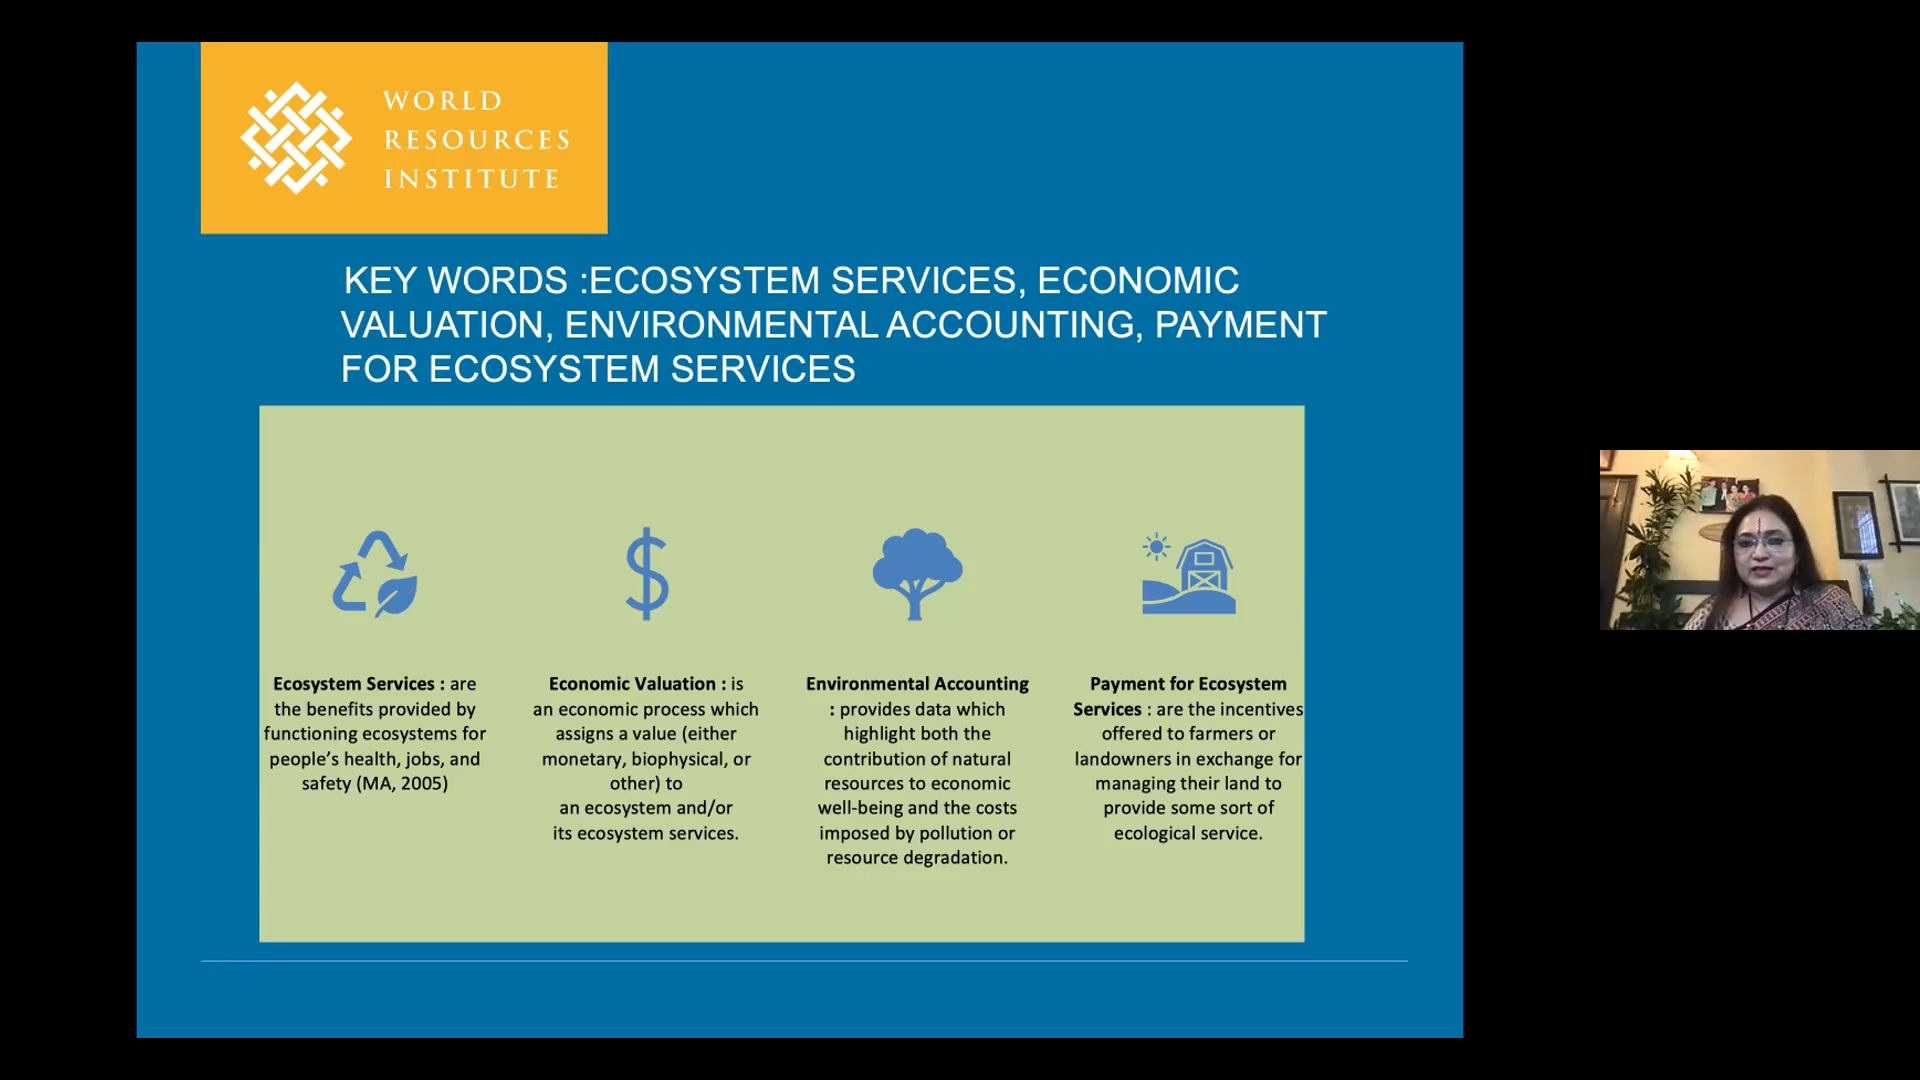 WORLD
RESOURCES
INSTITUTE
KEY WORDS :ECOSYSTEM SERVICES, ECONOMIC
VALUATION, ENVIRONMENTAL ACCOUNTING, PAYMENT
FOR ECOSYSTEM SERVICES
$
Ecosystem Services : are
the benefits provided by
functioning ecosystems for
people’s health, jobs, and
safety (MA, 2005)
Economic Valuation : is
an economic process which
assigns a value (either
monetary, biophysical, or
other) to
an ecosystem and/or
its ecosystem services.
Environmental Accounting
: provides data which
highlight both the
contribution of natural
resources to economic
well-being and the costs
imposed by pollution or
resource degradation.
Payment for Ecosystem
Services : are the incentives
offered to farmers or
landowners in exchange for
managing their land to
provide some sort of
ecological service.